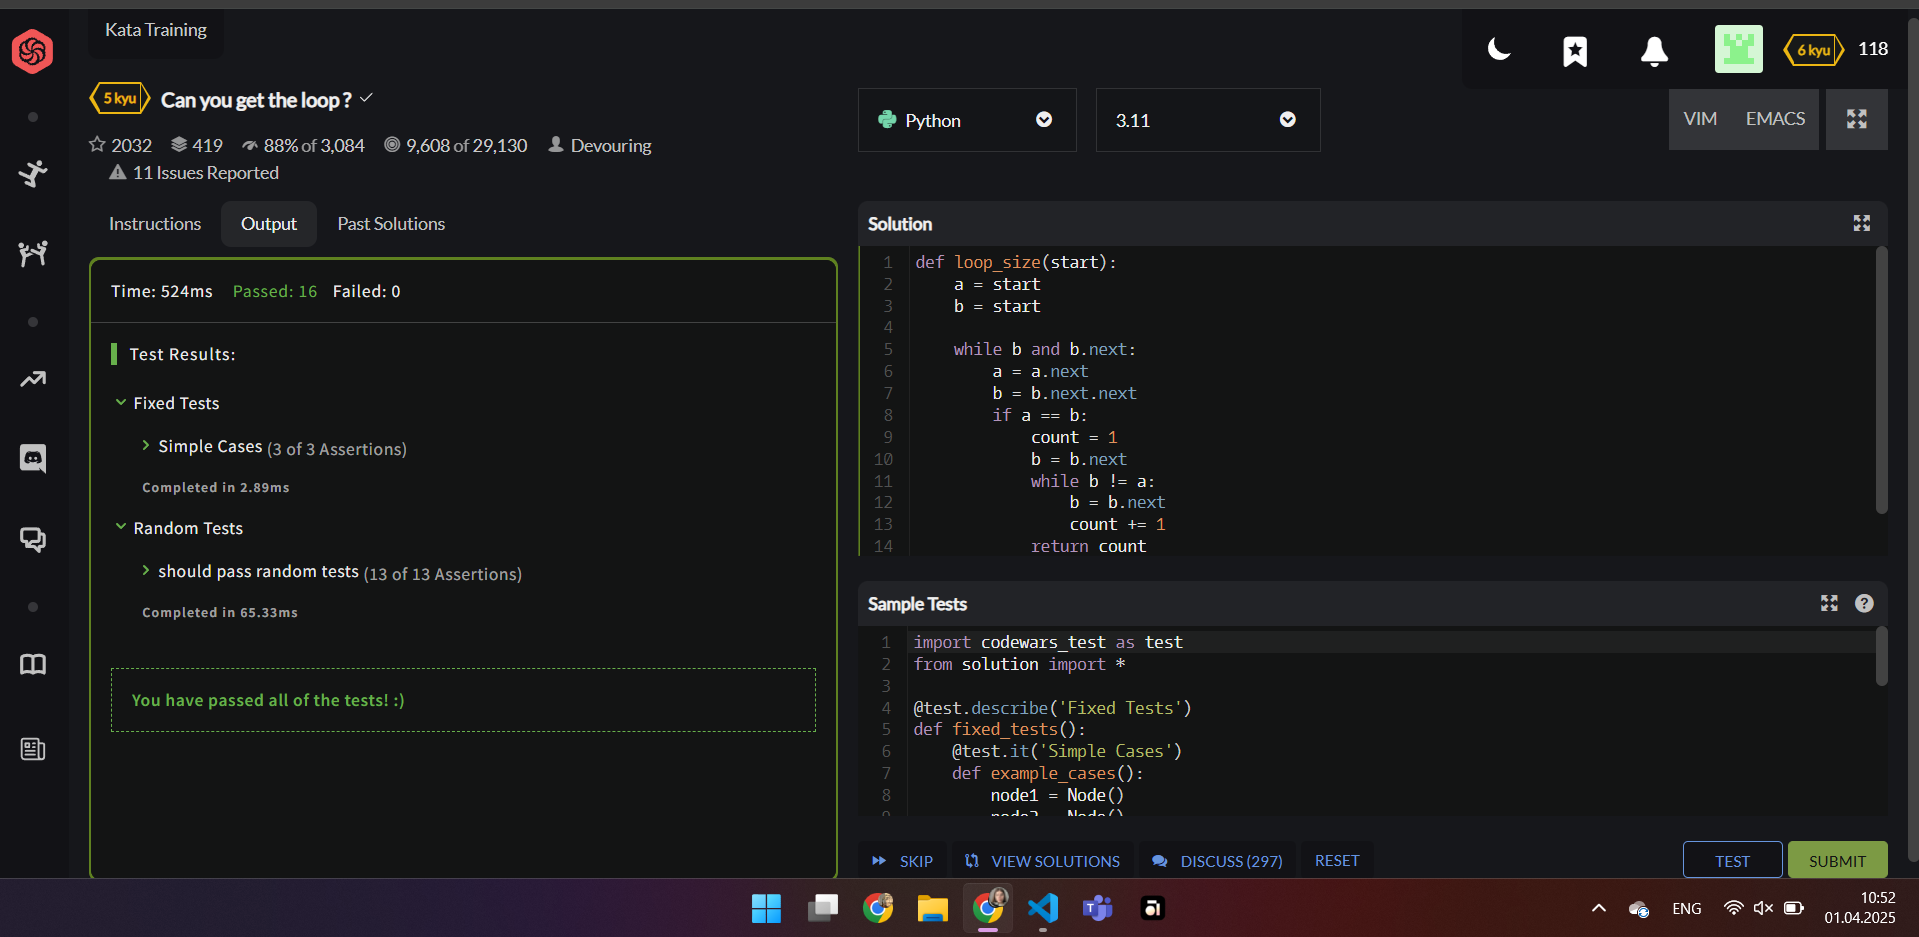 Kata Training
6 kyu 118
5 kyu Can you get the loop ?
2032 419 88% of 3,084 9,608 of 29,130 Devouring
11 Issues Reported
Python 3.11 VIM EMACS
Instructions Output Past Solutions
Time: 524ms Passed: 16 Failed: 0
Test Results:
Fixed Tests
Simple Cases (3 of 3 Assertions)
Completed in 2.89ms
Random Tests
should pass random tests (13 of 13 Assertions)
Completed in 65.33ms
You have passed all of the tests! :)
Solution
1 def loop_size(start):
2     a = start
3     b = start
4
5     while b and b.next:
6         a = a.next
7         b = b.next.next
8         if a == b:
9             count = 1
10             b = b.next
11             while b != a:
12                 b = b.next
13                 count += 1
14             return count
Sample Tests
1 import codewars_test as test
2 from solution import *
3
4 @test.describe('Fixed Tests')
5 def fixed_tests():
6     @test.it('Simple Cases')
7     def example_cases():
8         node1 = Node()
SKIP VIEW SOLUTIONS DISCUSS (297) RESET TEST SUBMIT
ENG 10:52
01.04.2025